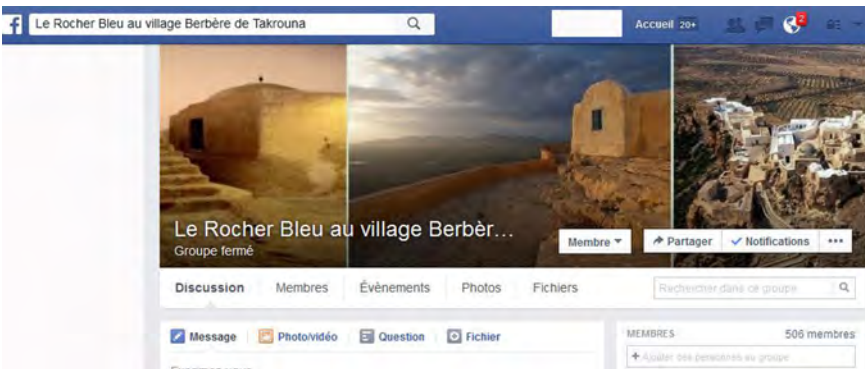 f Le Rocher Bleu au village Berbère de Takrouna
Accueil 20+ 2
Le Rocher Bleu au village Berbèr...
Groupe fermé
Membre Partager Notifications
Discussion Membres Évènements Photos Fichiers Rechercher dans ce groupe
Message Photo/vidéo Question Fichier
MEMBRES 506 membres
+ Ajouter des personnes au groupe